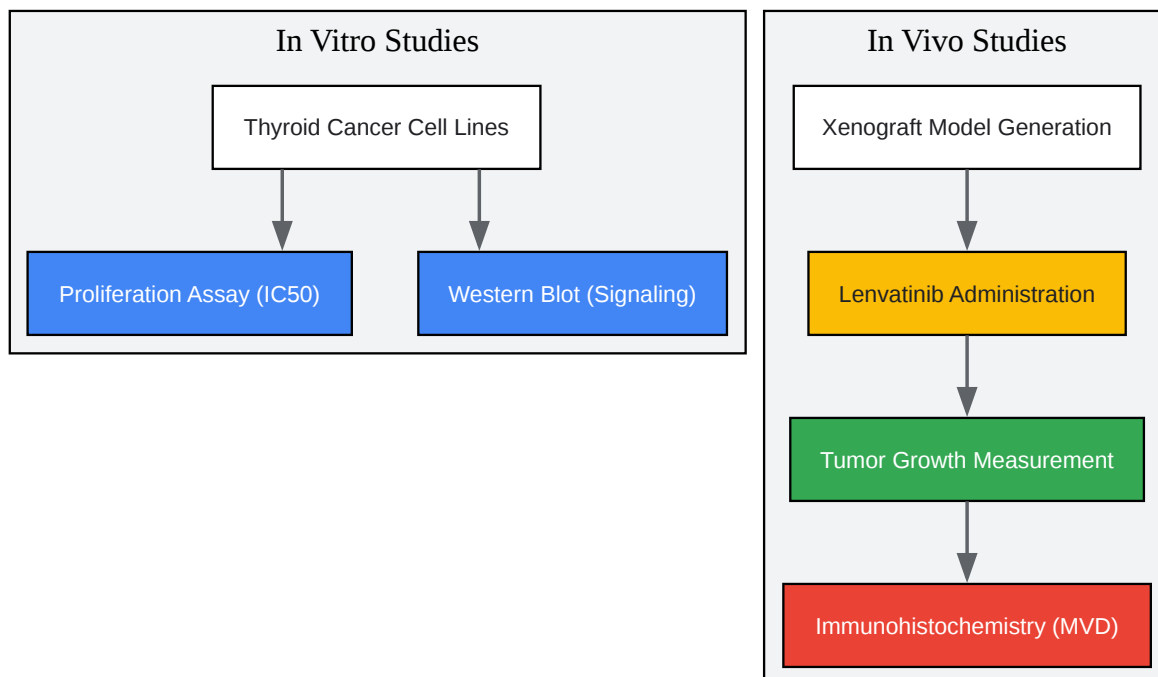 In Vitro Studies
Thyroid Cancer Cell Lines
Proliferation Assay (IC50)
Western Blot (Signaling)
In Vivo Studies
Xenograft Model Generation
Lenvatinib Administration
Tumor Growth Measurement
Immunohistochemistry (MVD)